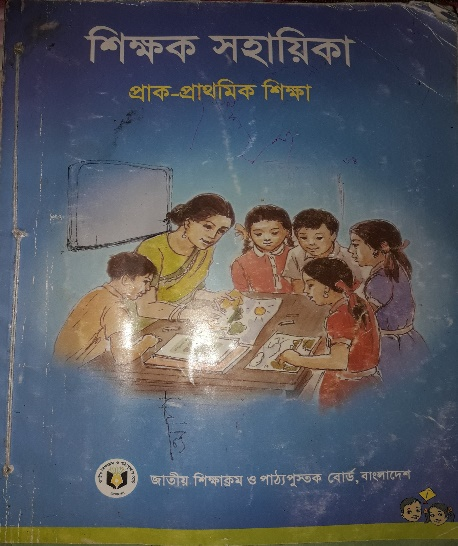 শিক্ষক সহায়িকা
প্রাক-প্রাথমিক শিক্ষা
জাতীয় শিক্ষাক্রম ও পাঠ্যপুস্তক বোর্ড, বাংলাদেশ